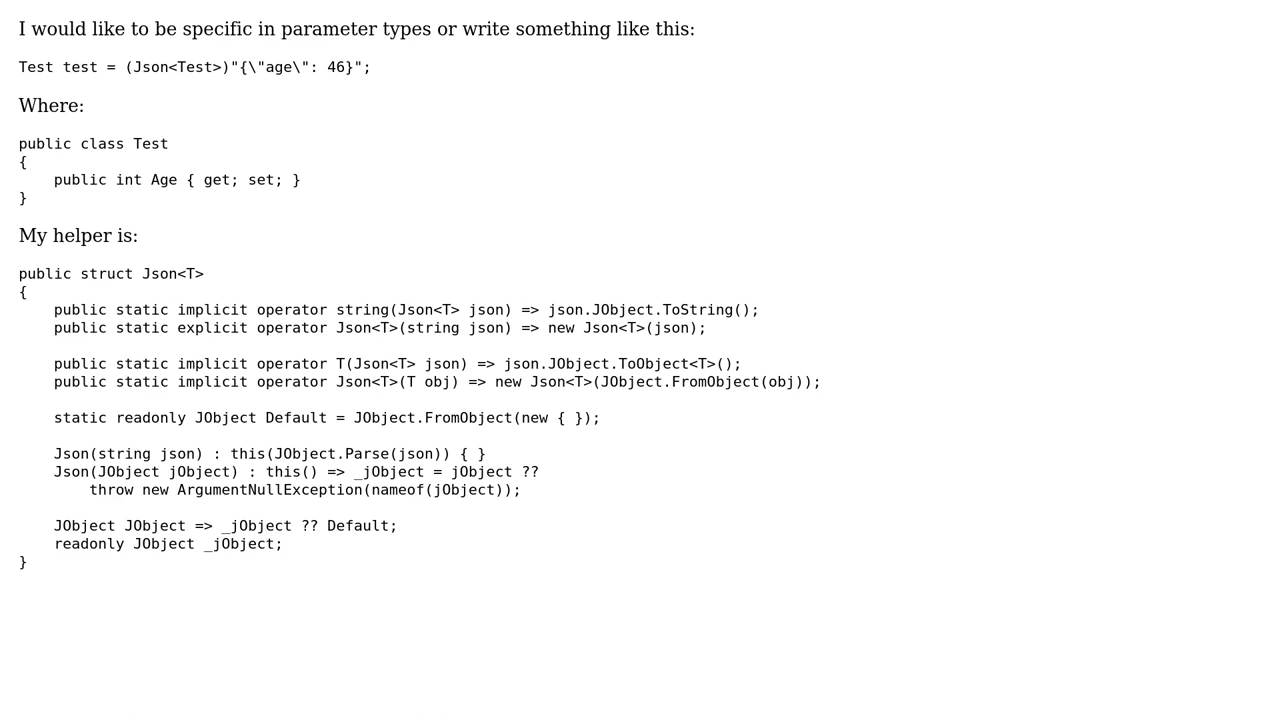 I would like to be specific in parameter types or write something like this:
Test test = (Json<Test>)"{\"age\": 46}";
Where:
public class Test
{
    public int Age { get; set; }
}
My helper is:
public struct Json<T>
{
    public static implicit operator string(Json<T> json) => json.JObject.ToString();
    public static explicit operator Json<T>(string json) => new Json<T>(json);
    public static implicit operator T(Json<T> json) => json.JObject.ToObject<T>();
    public static implicit operator Json<T>(T obj) => new Json<T>(JObject.FromObject(obj));
    static readonly JObject Default = JObject.FromObject(new { });
    Json(string json) : this(JObject.Parse(json)) { }
    Json(JObject jObject) : this() => _jObject = jObject ??
        throw new ArgumentNullException(nameof(jObject));
    JObject JObject => _jObject ?? Default;
    readonly JObject _jObject;
}